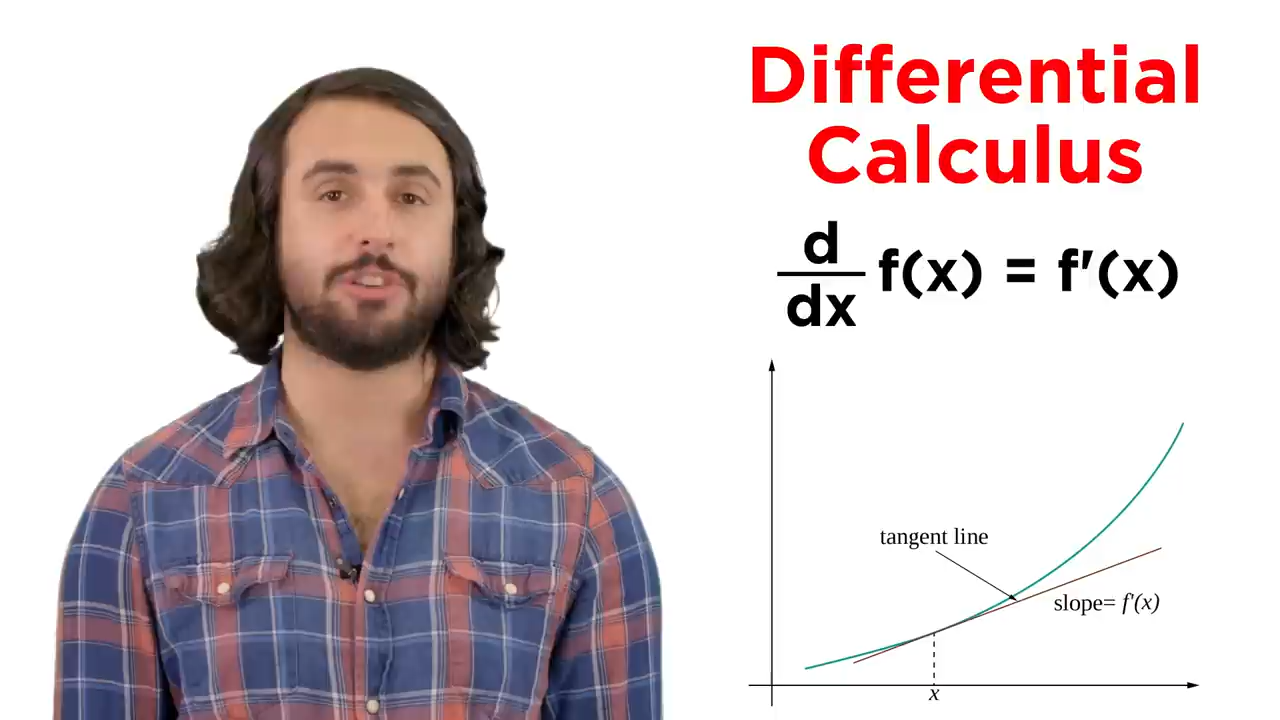 Differential
Calculus
d
dx
f(x) = f'(x)
tangent line
slope= f'(x)
x